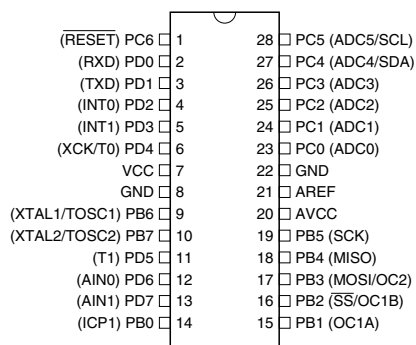 (RESET) PC6 1 28 PC5 (ADC5/SCL)
(RXD) PD0 2 27 PC4 (ADC4/SDA)
(TXD) PD1 3 26 PC3 (ADC3)
(INT0) PD2 4 25 PC2 (ADC2)
(INT1) PD3 5 24 PC1 (ADC1)
(XCK/T0) PD4 6 23 PC0 (ADC0)
VCC 7 22 GND
GND 8 21 AREF
(XTAL1/TOSC1) PB6 9 20 AVCC
(XTAL2/TOSC2) PB7 10 19 PB5 (SCK)
(T1) PD5 11 18 PB4 (MISO)
(AIN0) PD6 12 17 PB3 (MOSI/OC2)
(AIN1) PD7 13 16 PB2 (SS/OC1B)
(ICP1) PB0 14 15 PB1 (OC1A)